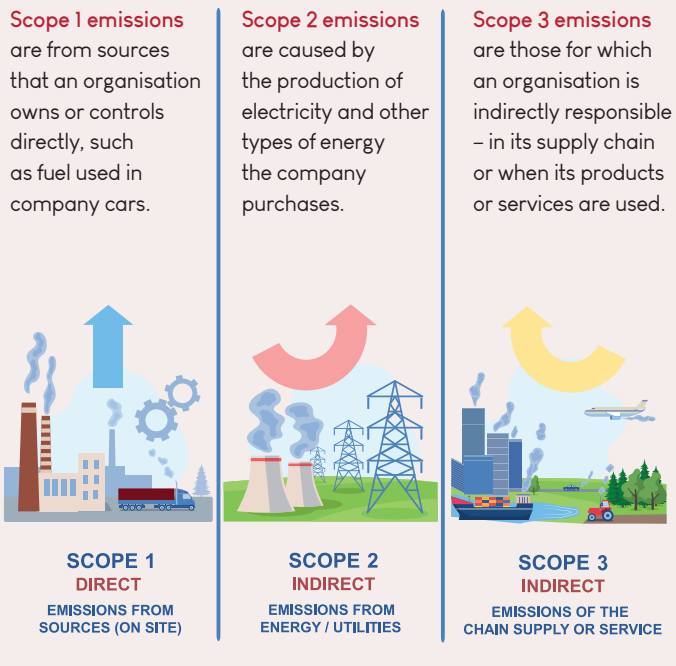 Scope 1 emissions
are from sources
that an organisation
owns or controls
directly, such
as fuel used in
company cars.
Scope 2 emissions
are caused by
the production of
electricity and other
types of energy
the company
purchases.
Scope 3 emissions
are those for which
an organisation is
indirectly responsible
– in its supply chain
or when its products
or services are used.
SCOPE 1
DIRECT
EMISSIONS FROM
SOURCES (ON SITE)
SCOPE 2
INDIRECT
EMISSIONS FROM
ENERGY / UTILITIES
SCOPE 3
INDIRECT
EMISSIONS OF THE
CHAIN SUPPLY OR SERVICE